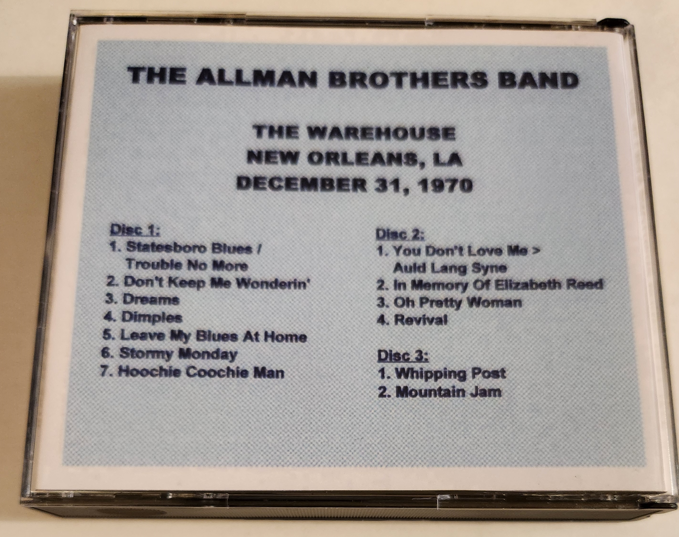 THE ALLMAN BROTHERS BAND
THE WAREHOUSE
NEW ORLEANS, LA
DECEMBER 31, 1970
Disc 1:
1. Statesboro Blues /
Trouble No More
2. Don't Keep Me Wonderin'
3. Dreams
4. Dimples
5. Leave My Blues At Home
6. Stormy Monday
7. Hoochie Coochie Man
Disc 2:
1. You Don't Love Me >
Auld Lang Syne
2. In Memory Of Elizabeth Reed
3. Oh Pretty Woman
4. Revival
Disc 3:
1. Whipping Post
2. Mountain Jam